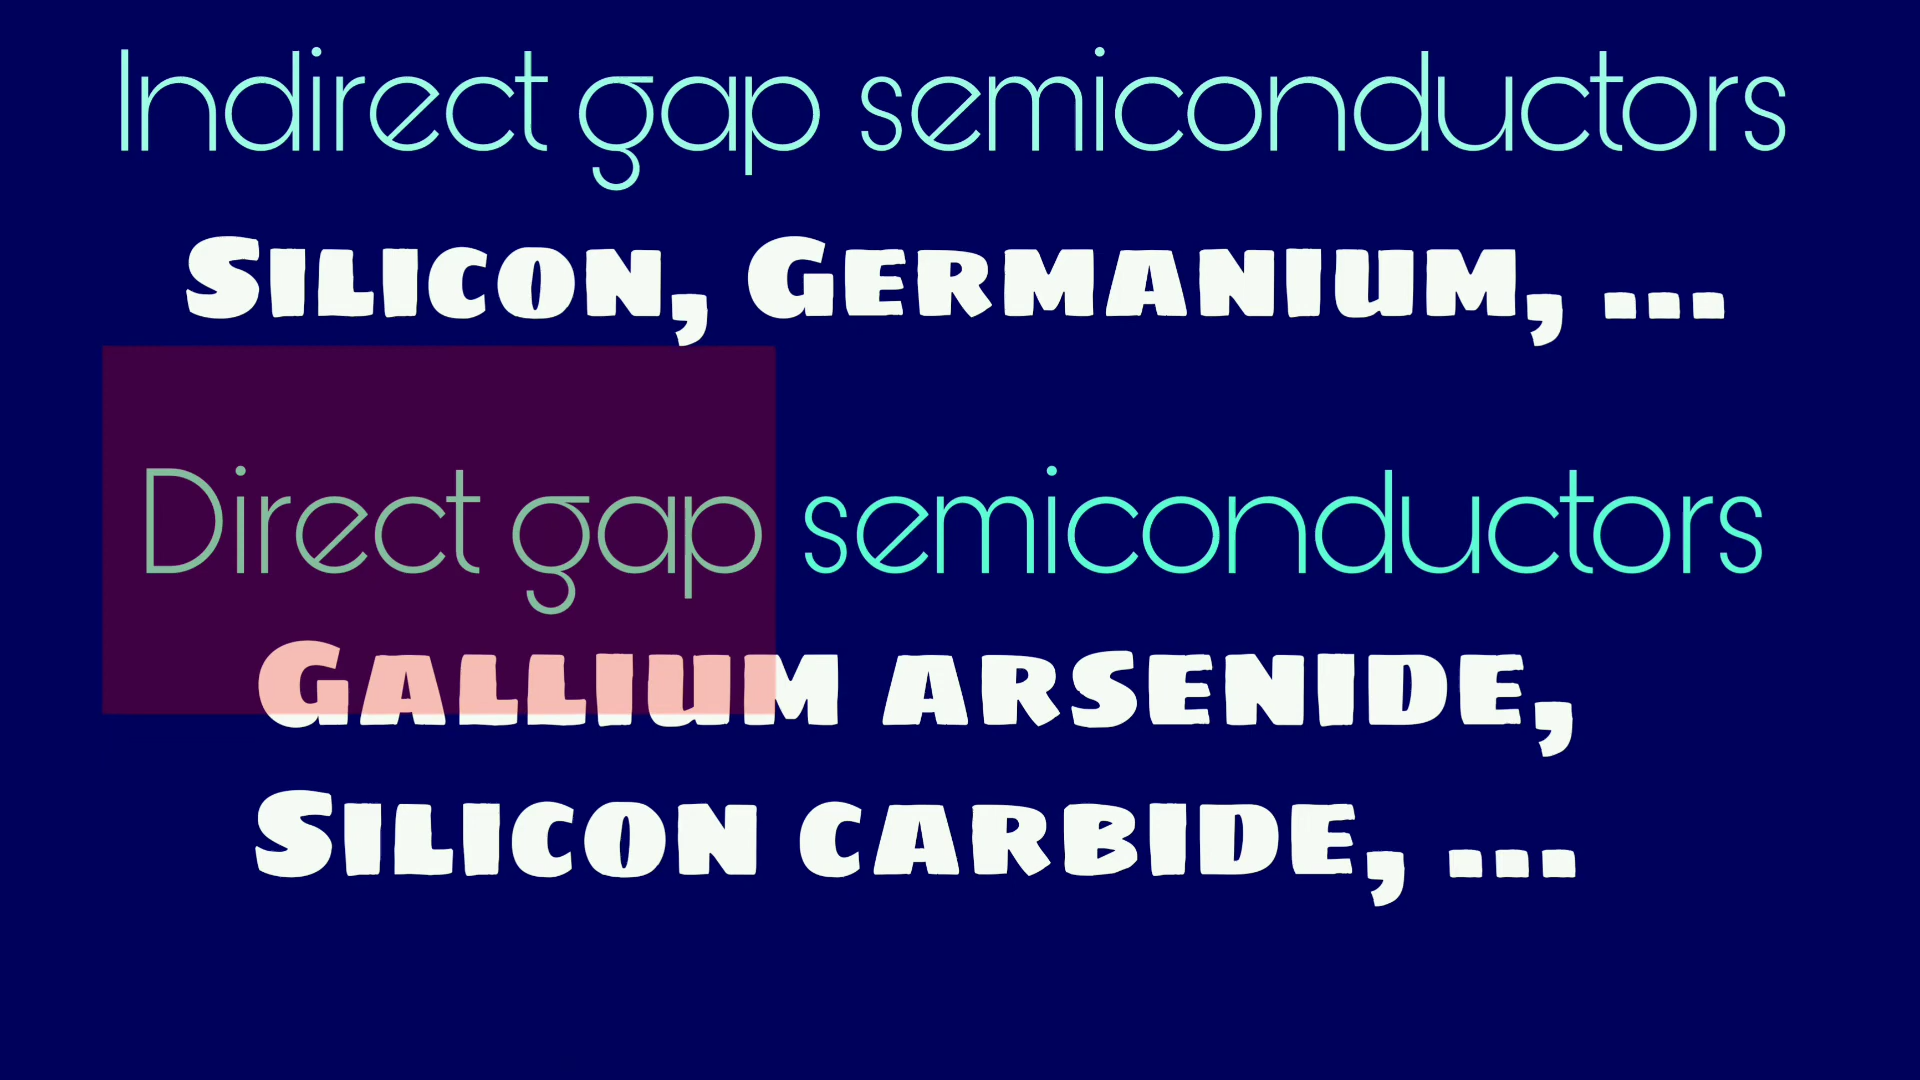 Indirect gap semiconductors
Silicon, Germanium, ...
Direct gap semiconductors
Gallium arsenide,
Silicon carbide, ...